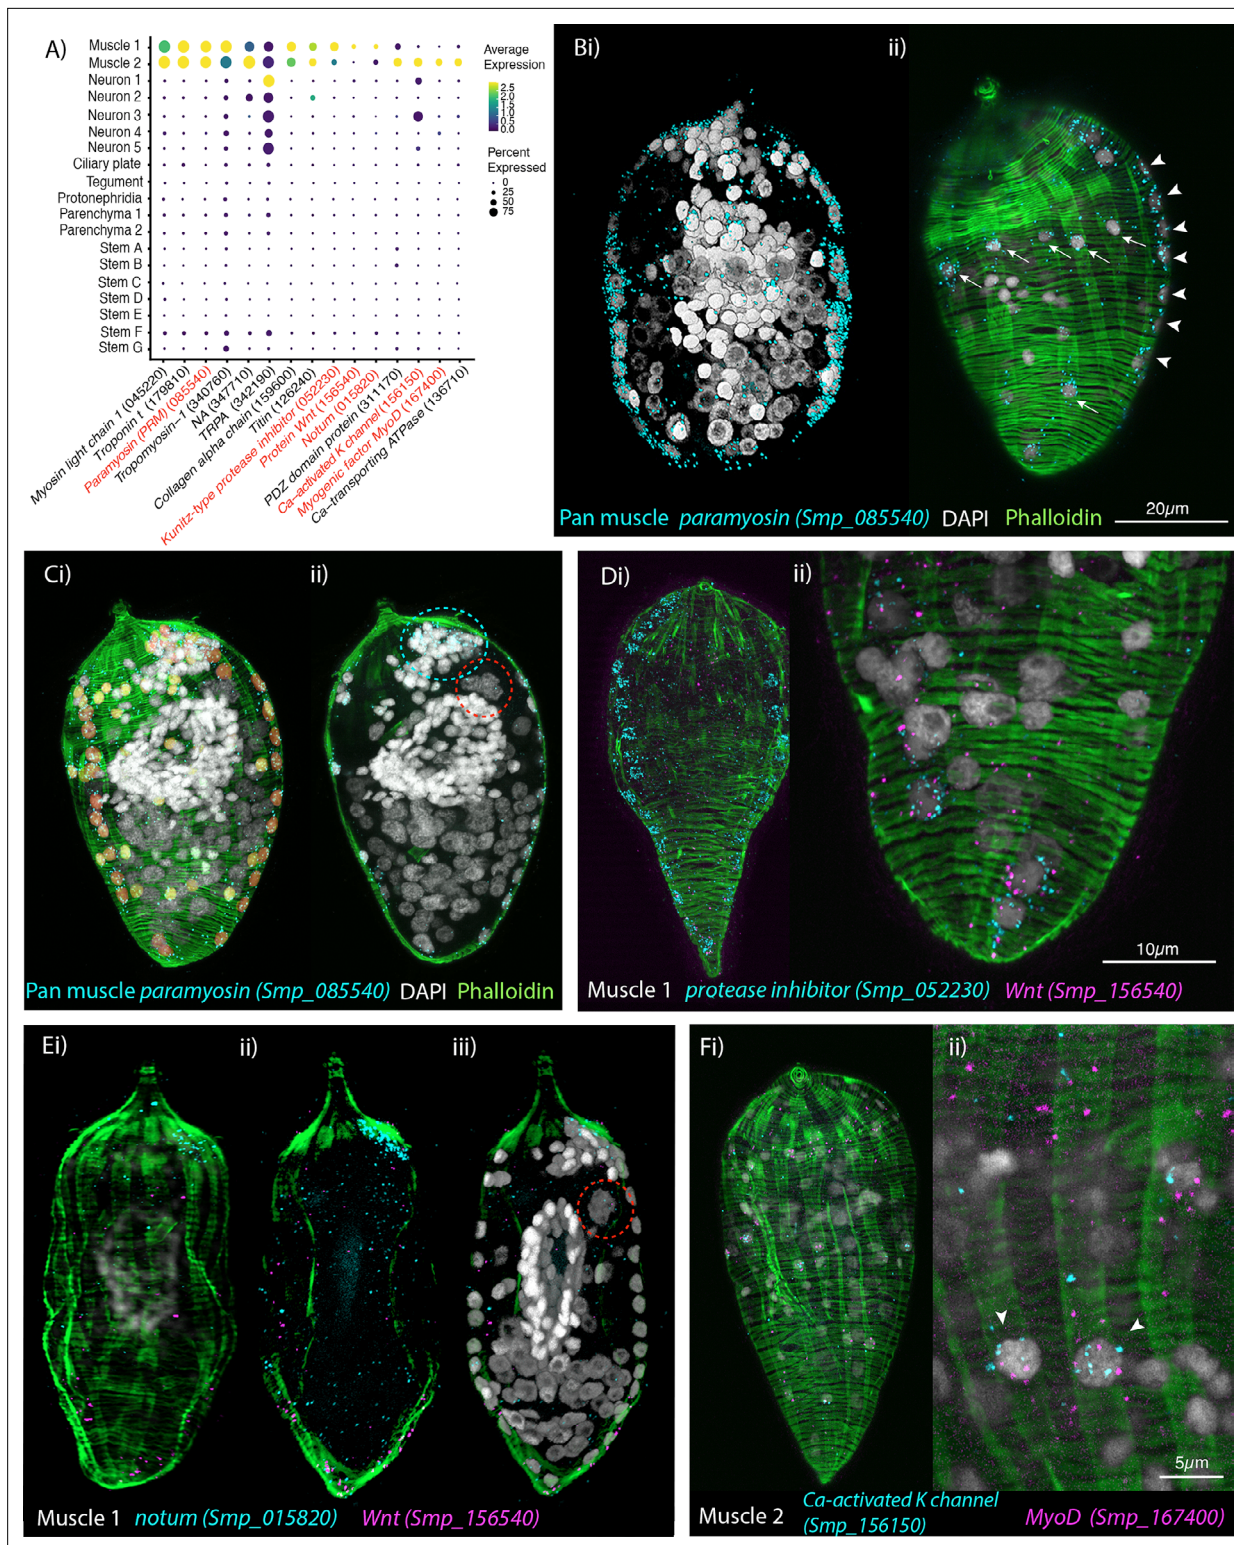 A)
Muscle 1
Muscle 2
Neuron 1
Neuron 2
Neuron 3
Neuron 4
Neuron 5
Ciliary plate
Tegument
Protonephridia
Parenchyma 1
Parenchyma 2
Stem A
Stem B
Stem C
Stem D
Stem E
Stem F
Stem G
Average
Expression
2.5
2.0
1.5
1.0
0.5
0.0
Percent
Expressed
0
25
50
75
Myosin light chain 1 (045220)
Troponin t (179810)
Paramyosin (PRM) (085540)
Tropomyosin-1 (340760)
NA (347710)
TRPA (342190)
Collagen alpha chain (159600)
Titin (126240)
Kunitz-type protease inhibitor (052230)
Protein Wnt (156540)
Notum (015820)
PDZ domain protein (311170)
Ca-activated K channel (156150)
Myogenic factor MyoD (167400)
Ca-transporting ATPase (136710)
Bi)
ii)
Pan muscle paramyosin (Smp_085540) DAPI Phalloidin
20µm
Ci)
ii)
Pan muscle paramyosin (Smp_085540) DAPI Phalloidin
Di)
ii)
10µm
Muscle 1 protease inhibitor (Smp_052230) Wnt (Smp_156540)
Ei)
ii)
iii)
Muscle 1 notum (Smp_015820) Wnt (Smp_156540)
Fi)
ii)
5µm
Muscle 2 Ca-activated K channel
(Smp_156150)
MyoD (Smp_167400)